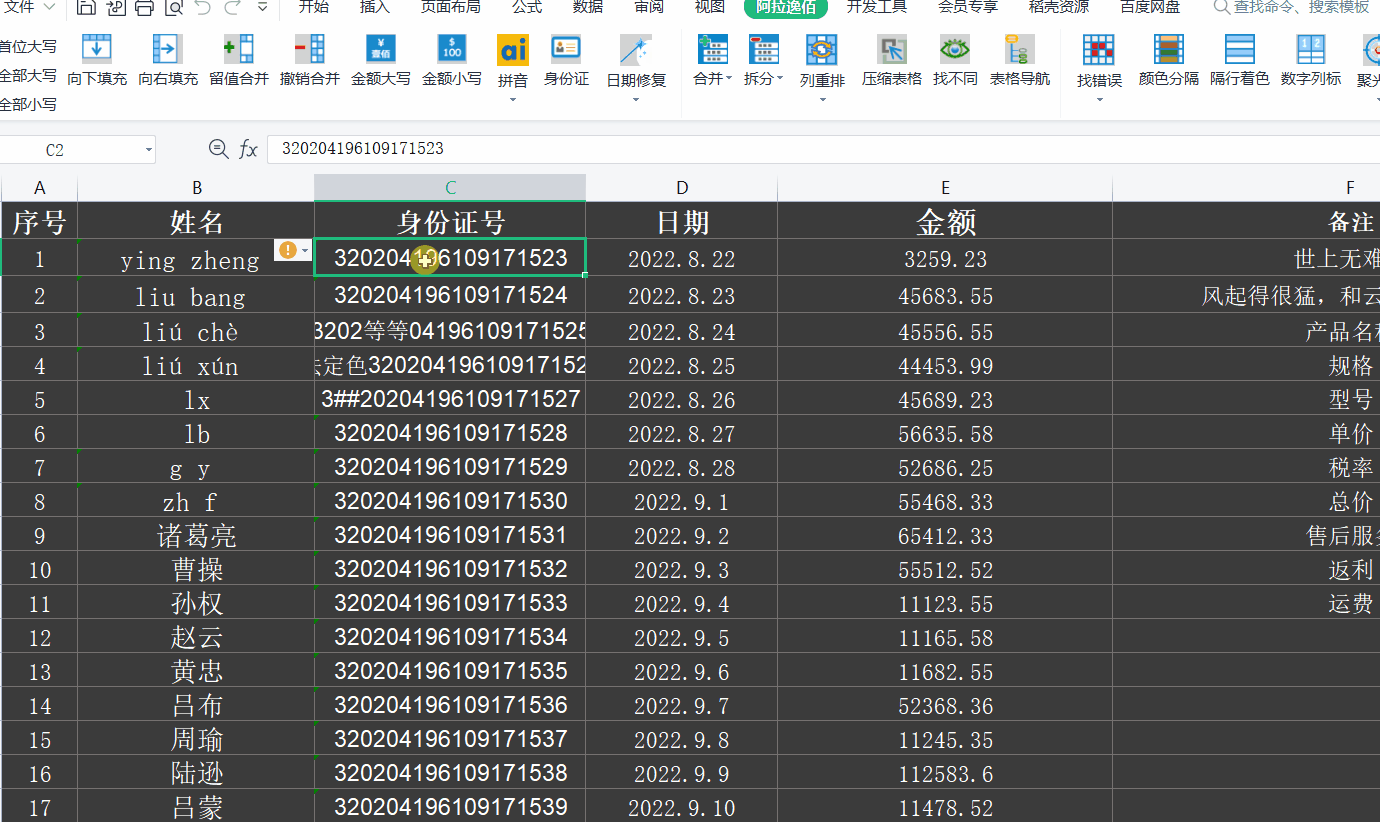 文件 开始 插入 页面布局 公式 数据 审阅 视图 阿拉逸佰 开发工具 会员专享 稻壳资源 百度网盘 查找命令、搜索模板
首位大写
全部大写
全部小写
向下填充 向右填充 留值合并 撤销合并 金额大写 金额小写 拼音 身份证 日期修复 合并 拆分 列重排 压缩表格 找不同 表格导航 找错误 颜色分隔 隔行着色 数字列标 聚光
C2 fx 320204196109171523
A B C D E F
序号 姓名 身份证号 日期 金额 备注
1 ying zheng 320204196109171523 2022.8.22 3259.23 世上无难
2 liu bang 320204196109171524 2022.8.23 45683.55 风起得很猛，和云
3 liú chè 3202等等04196109171525 2022.8.24 45556.55 产品名称
4 liú xún 定色32020419610917152 2022.8.25 44453.99 规格
5 lx 3##20204196109171527 2022.8.26 45689.23 型号
6 lb 320204196109171528 2022.8.27 56635.58 单价
7 g y 320204196109171529 2022.8.28 52686.25 税率
8 zh f 320204196109171530 2022.9.1 55468.33 总价
9 诸葛亮 320204196109171531 2022.9.2 65412.33 售后服务
10 曹操 320204196109171532 2022.9.3 55512.52 返利
11 孙权 320204196109171533 2022.9.4 11123.55 运费
12 赵云 320204196109171534 2022.9.5 11165.58
13 黄忠 320204196109171535 2022.9.6 11682.55
14 吕布 320204196109171536 2022.9.7 52368.36
15 周瑜 320204196109171537 2022.9.8 11245.35
16 陆逊 320204196109171538 2022.9.9 112583.6
17 吕蒙 320204196109171539 2022.9.10 11478.52